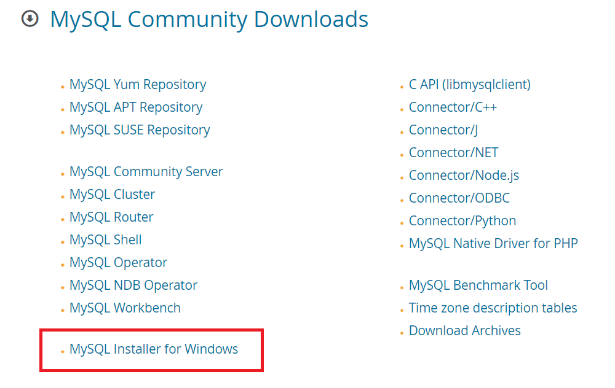 MySQL Community Downloads
MySQL Yum Repository
MySQL APT Repository
MySQL SUSE Repository
MySQL Community Server
MySQL Cluster
MySQL Router
MySQL Shell
MySQL Operator
MySQL NDB Operator
MySQL Workbench
MySQL Installer for Windows
C API (libmysqlclient)
Connector/C++
Connector/J
Connector/NET
Connector/Node.js
Connector/ODBC
Connector/Python
MySQL Native Driver for PHP
MySQL Benchmark Tool
Time zone description tables
Download Archives